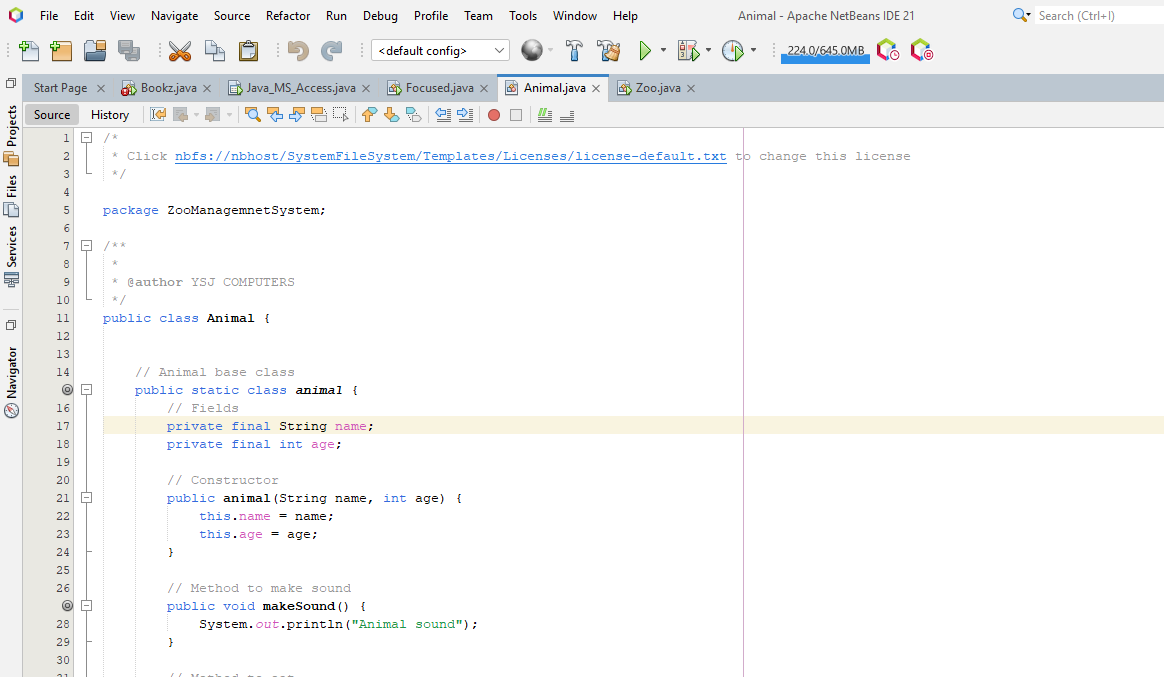 File Edit View Navigate Source Refactor Run Debug Profile Team Tools Window Help Animal - Apache NetBeans IDE 21 Search (Ctrl+I)
<default config> 224.0/645.0MB
Start Page Bookz.java Java_MS_Access.java Focused.java Animal.java Zoo.java
Source History
Projects
Files
Services
Navigator
1 /*
2 * Click nbfs://nbhost/SystemFileSystem/Templates/Licenses/license-default.txt to change this license
3 */
4
5 package ZooManagemnetSystem;
6
7 /**
8 *
9 * @author YSJ COMPUTERS
10 */
11 public class Animal {
12
13
14 // Animal base class
public static class animal {
16 // Fields
17 private final String name;
18 private final int age;
19
20 // Constructor
21 public animal(String name, int age) {
22 this.name = name;
23 this.age = age;
24 }
25
26 // Method to make sound
public void makeSound() {
28 System.out.println("Animal sound");
29 }
30